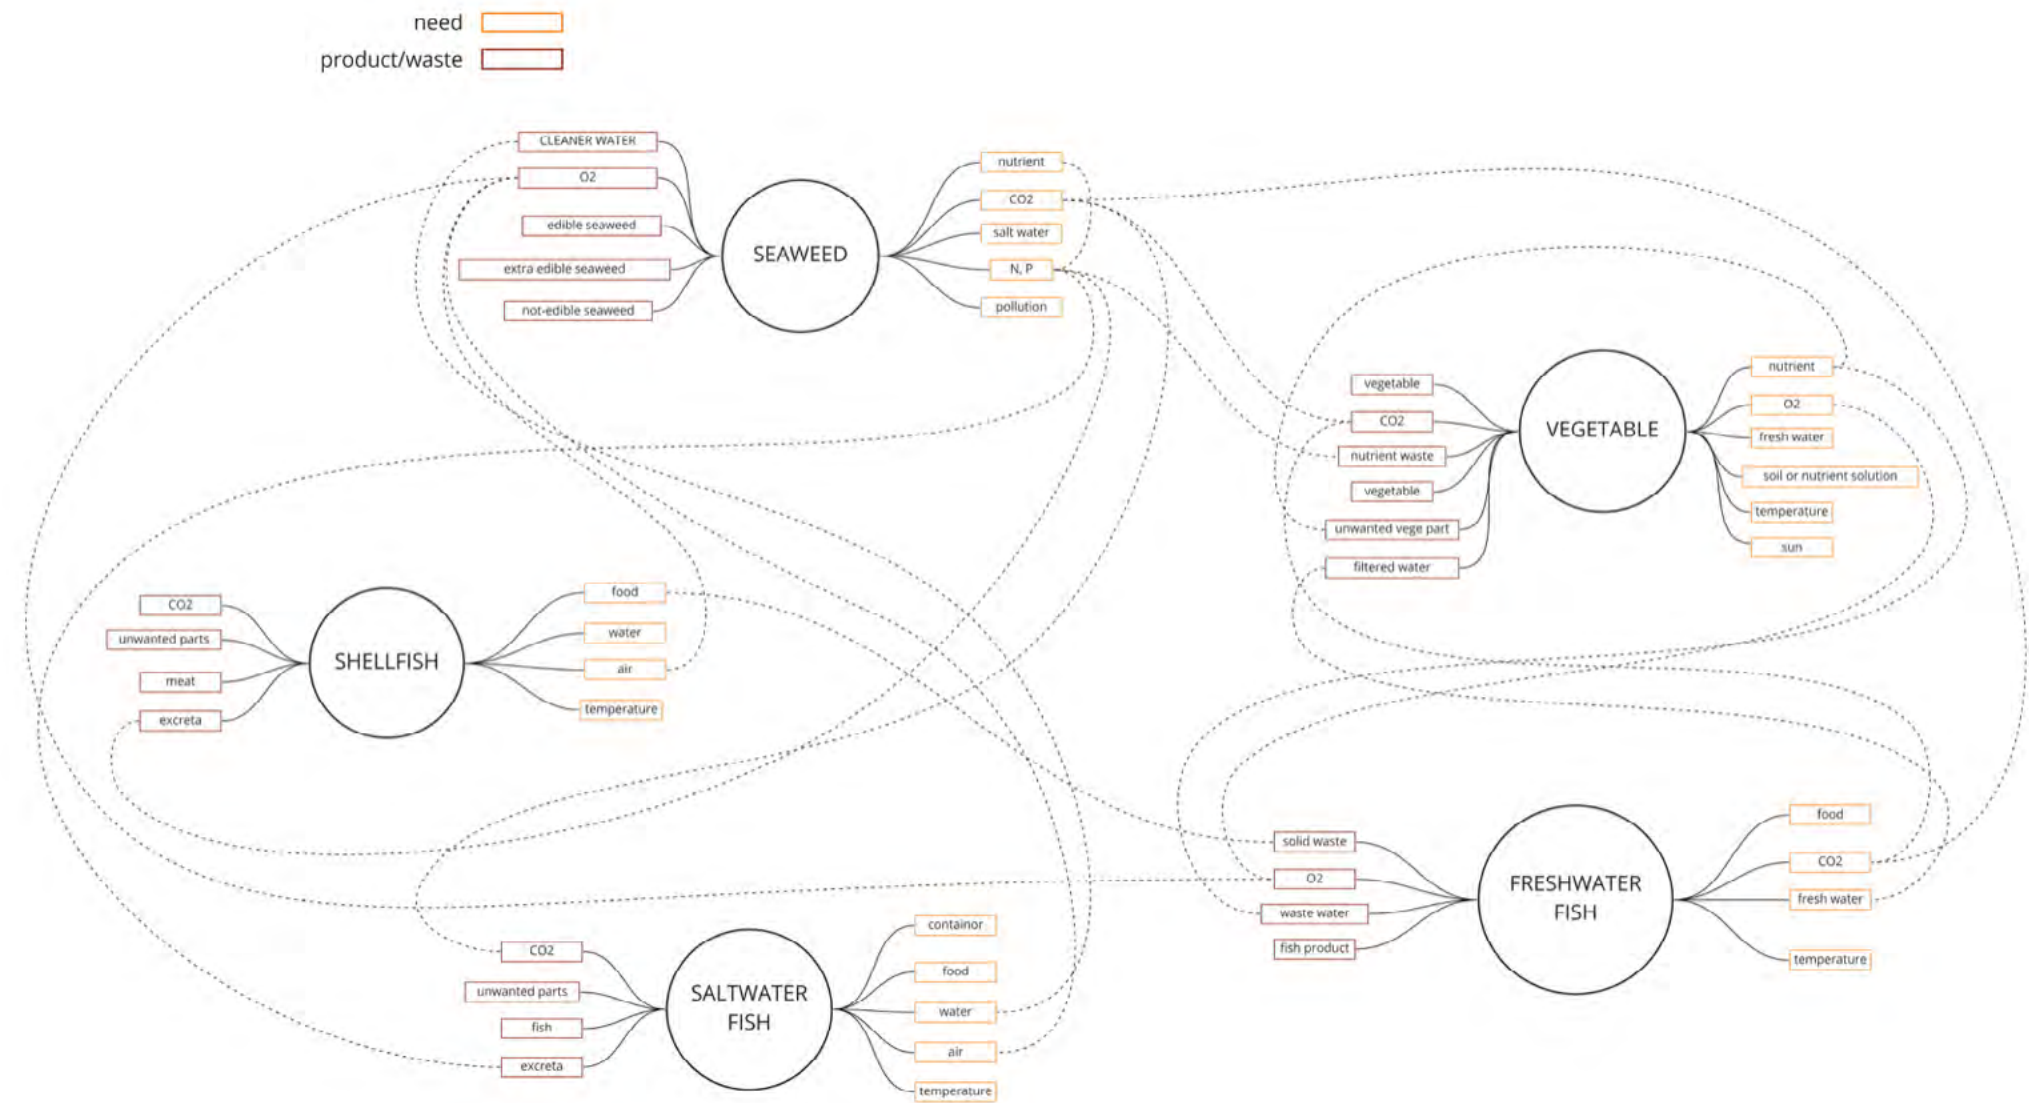 need
product/waste
CLEANER WATER
O2
edible seaweed
extra edible seaweed
not-edible seaweed
SEAWEED
nutrient
CO2
salt water
N, P
pollution
vegetable
CO2
nutrient waste
vegetable
unwanted vege part
filtered water
VEGETABLE
nutrient
O2
fresh water
soil or nutrient solution
temperature
sun
CO2
unwanted parts
meat
excreta
SHELLFISH
food
water
air
temperature
solid waste
O2
waste water
fish product
FRESHWATER
FISH
food
CO2
fresh water
temperature
CO2
unwanted parts
fish
excreta
SALTWATER
FISH
containor
food
water
air
temperature